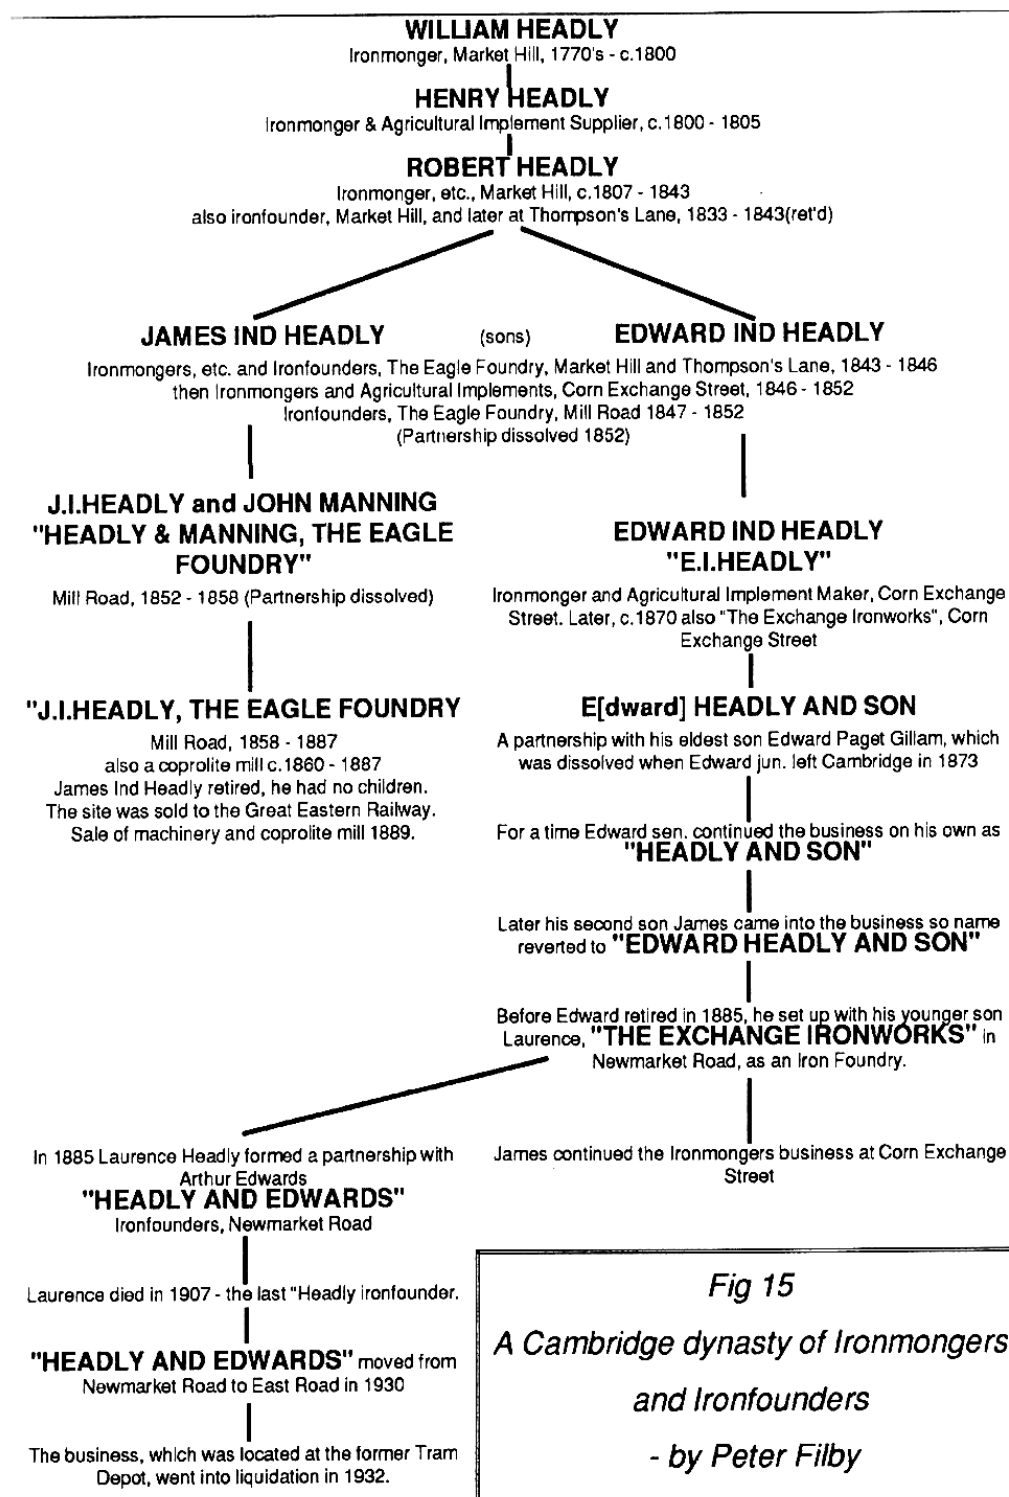 WILLIAM HEADLY
Ironmonger, Market Hill, 1770's - c.1800
HENRY HEADLY
Ironmonger & Agricultural Implement Supplier, c.1800 - 1805
ROBERT HEADLY
Ironmonger, etc., Market Hill, c.1807 - 1843
also ironfounder, Market Hill, and later at Thompson's Lane, 1833 - 1843(ret'd)
JAMES IND HEADLY (sons) EDWARD IND HEADLY
Ironmongers, etc. and Ironfounders, The Eagle Foundry, Market Hill and Thompson's Lane, 1843 - 1846
then Ironmongers and Agricultural Implements, Corn Exchange Street, 1846 - 1852
Ironfounders, The Eagle Foundry, Mill Road 1847 - 1852
(Partnership dissolved 1852)
J.I.HEADLY and JOHN MANNING
"HEADLY & MANNING, THE EAGLE
FOUNDRY"
Mill Road, 1852 - 1858 (Partnership dissolved)
"J.I.HEADLY, THE EAGLE FOUNDRY
Mill Road, 1858 - 1887
also a coprolite mill c.1860 - 1887
James Ind Headly retired, he had no children.
The site was sold to the Great Eastern Railway.
Sale of machinery and coprolite mill 1889.
EDWARD IND HEADLY
"E.I.HEADLY"
Ironmonger and Agricultural Implement Maker, Corn Exchange
Street. Later, c.1870 also "The Exchange Ironworks", Corn
Exchange Street
E[dward] HEADLY AND SON
A partnership with his eldest son Edward Paget Gillam, which
was dissolved when Edward jun. left Cambridge in 1873
For a time Edward sen. continued the business on his own as
"HEADLY AND SON"
Later his second son James came into the business so name
reverted to "EDWARD HEADLY AND SON"
Before Edward retired in 1885, he set up with his younger son
Laurence, "THE EXCHANGE IRONWORKS" in
Newmarket Road, as an Iron Foundry.
In 1885 Laurence Headly formed a partnership with
Arthur Edwards
"HEADLY AND EDWARDS"
Ironfounders, Newmarket Road
Laurence died in 1907 - the last "Headly ironfounder.
"HEADLY AND EDWARDS" moved from
Newmarket Road to East Road in 1930
The business, which was located at the former Tram
Depot, went into liquidation in 1932.
James continued the Ironmongers business at Corn Exchange
Street
Fig 15
A Cambridge dynasty of Ironmongers
and Ironfounders
- by Peter Filby